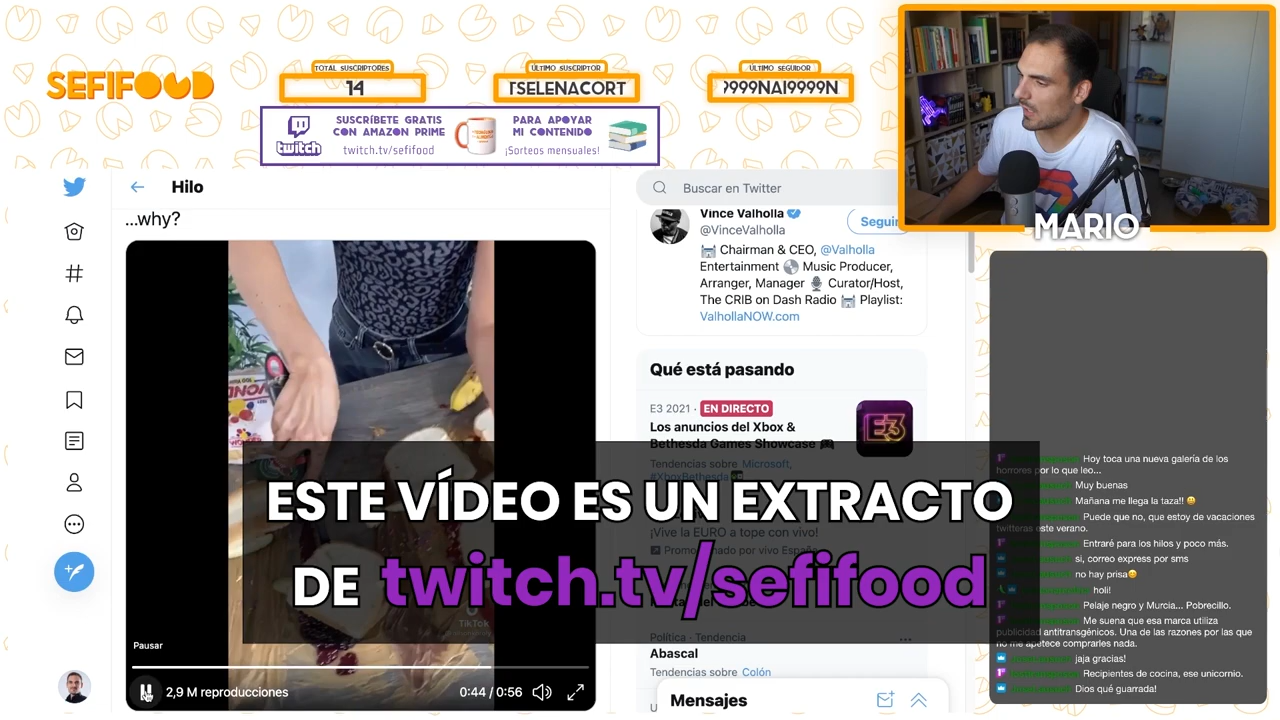 SEFIFOOD
TOTAL SUSCRIPTORES
14
ÚLTIMO SUSCRIPTOR
TSELENACORT
ÚLTIMO SEGUIDOR
9999NAI9999N
SUSCRÍBETE GRATIS
CON AMAZON PRIME
twitch.tv/sefifood
twitch
PARA APOYAR
MI CONTENIDO
¡Sorteos mensuales!
MARIO
Hilo
...why?
Pausar
2,9 M reproducciones
0:44 / 0:56
TikTok
Buscar en Twitter
Vince Valholla
@VinceValholla
Seguir
Chairman & CEO, @Valholla
Entertainment Music Producer,
Arranger, Manager Curator/Host,
The CRIB on Dash Radio Playlist:
ValhollaNOW.com
Qué está pasando
E3 2021 · EN DIRECTO
Los anuncios del Xbox &
Bethesda Games Showcase
E3
Tendencias sobre Microsoft,
#XboxBethesda
¡Vive la EURO a tope con vivo!
Promocionado por vivo España
ESTE VÍDEO ES UN EXTRACTO
DE twitch.tv/sefifood
Política · Tendencia
Abascal
Tendencias sobre Colón
Mensajes
Hoy toca una nueva galería de los
horrores por lo que leo...
Muy buenas
Mañana me llega la taza!! 😀
Puede que no, que estoy de vacaciones
twitteras este verano.
Entraré para los hilos y poco más.
si, correo express por sms
no hay prisa😀
holi!
Pelaje negro y Murcia... Pobrecillo.
Me suena que esa marca utiliza
publicidad antitransgénicos. Una de las razones por las que
no me apetece comprarles nada.
jaja gracias!
Recipientes de cocina, ese unicornio.
Dios qué guarrada!